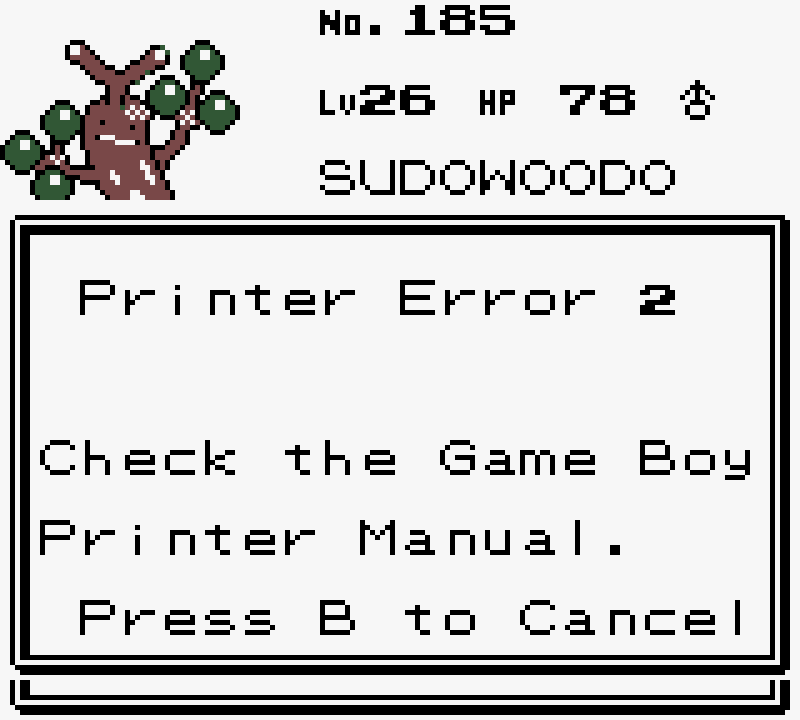 No. 185
Lv26 HP 78 ♂
SUDOWOODO
Printer Error 2
Check the Game Boy
Printer Manual.
Press B to Cancel